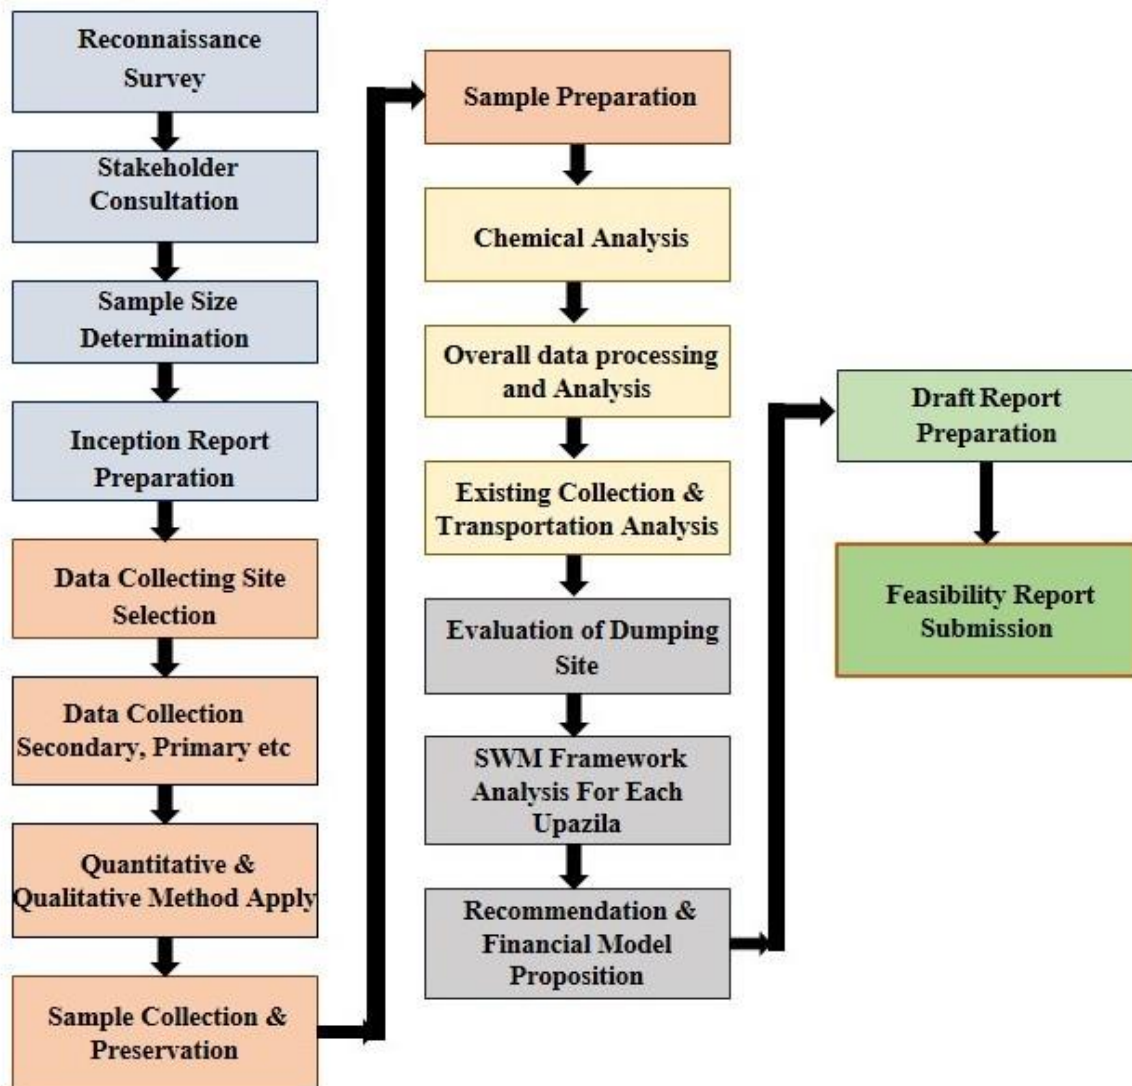 Reconnaissance
Survey
Stakeholder
Consultation
Sample Size
Determination
Inception Report
Preparation
Data Collecting Site
Selection
Data Collection
Secondary, Primary etc
Quantitative &
Qualitative Method Apply
Sample Collection &
Preservation
Sample Preparation
Chemical Analysis
Overall data processing
and Analysis
Existing Collection &
Transportation Analysis
Evaluation of Dumping
Site
SWM Framework
Analysis For Each
Upazila
Recommendation &
Financial Model
Proposition
Draft Report
Preparation
Feasibility Report
Submission